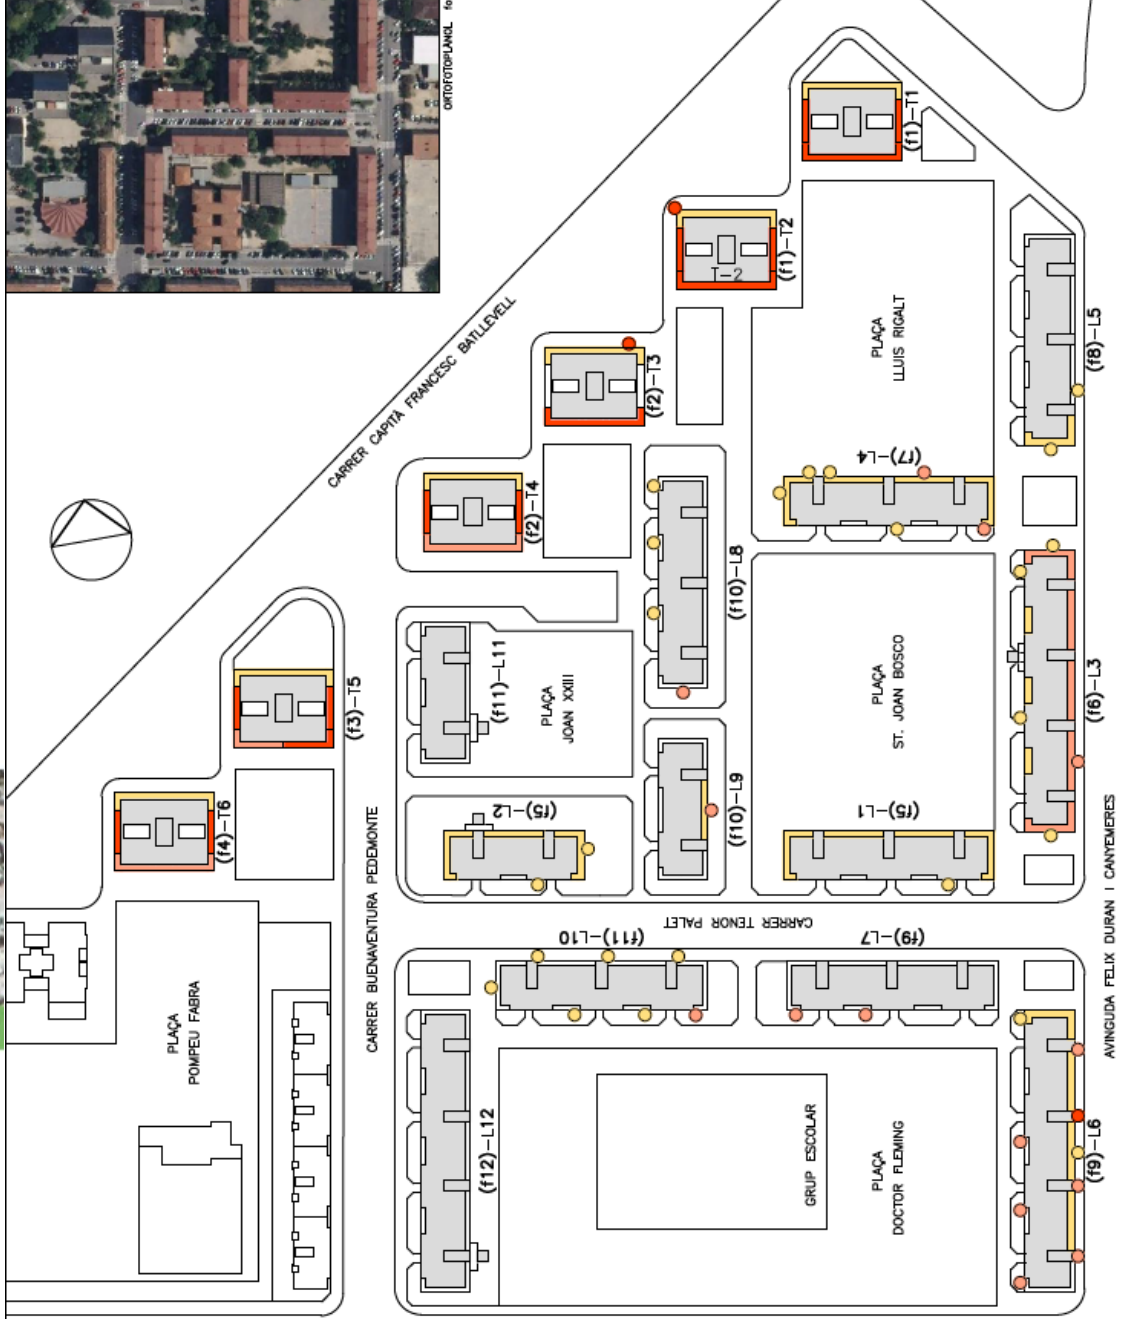 ORTOFOTOPLÀNOL
CARRER CAPITÀ FRANCESC BATLLEVELL
(f1)-T1
(f1)-T2
T-2
(f2)-T3
(f2)-T4
(f3)-T5
(f4)-T6
PLAÇA
LLUIS RIGALT
(f8)-L5
(f7)-L4
(f10)-L8
(f11)-L11
PLAÇA
JOAN XXIII
PLAÇA
ST. JOAN BOSCO
(f6)-L3
(f5)-L2
(f10)-L9
(f5)-L1
CARRER BUENAVENTURA PEDEMONTE
CARRER TENOR PALET
AVINGUDA FELIX DURAN I CANYEMERES
(f11)-L10
(f9)-L7
PLAÇA
POMPEU FABRA
(f12)-L12
GRUP ESCOLAR
PLAÇA
DOCTOR FLEMING
(f9)-L6